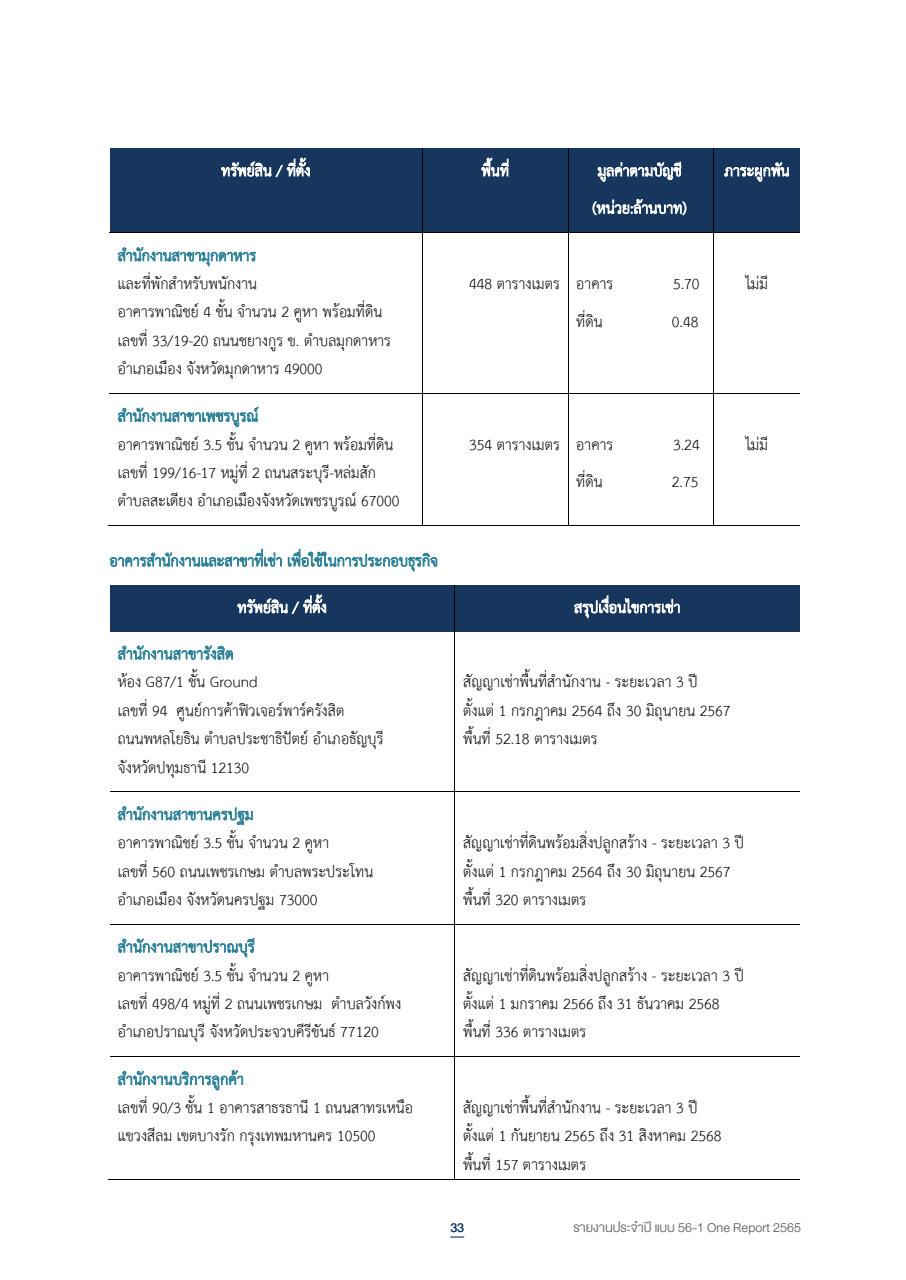 ทรัพย์สิน / ที่ตั้ง พื้นที่ มูลค่าตามบัญชี ภาระผูกพัน
(หน่วย:ล้านบาท)
สำนักงานสาขามุกดาหาร
และที่พักสำหรับพนักงาน 448 ตารางเมตร อาคาร 5.70 ไม่มี
อาคารพาณิชย์ 4 ชั้น จำนวน 2 คูหา พร้อมที่ดิน
ที่ดิน 0.48
เลขที่ 33/19-20 ถนนชยางกูร ข. ตำบลมุกดาหาร
อำเภอเมือง จังหวัดมุกดาหาร 49000
สำนักงานสาขาเพชรบูรณ์
อาคารพาณิชย์ 3.5 ชั้น จำนวน 2 คูหา พร้อมที่ดิน 354 ตารางเมตร อาคาร 3.24 ไม่มี
เลขที่ 199/16-17 หมู่ที่ 2 ถนนสระบุรี-หล่มสัก
ที่ดิน 2.75
ตำบลสะเดียง อำเภอเมืองจังหวัดเพชรบูรณ์ 67000
อาคารสำนักงานและสาขาที่เช่า เพื่อใช้ในการประกอบธุรกิจ
ทรัพย์สิน / ที่ตั้ง สรุปเงื่อนไขการเช่า
สำนักงานสาขารังสิต
ห้อง G87/1 ชั้น Ground สัญญาเช่าพื้นที่สำนักงาน - ระยะเวลา 3 ปี
เลขที่ 94 ศูนย์การค้าฟิวเจอร์พาร์ครังสิต ตั้งแต่ 1 กรกฎาคม 2564 ถึง 30 มิถุนายน 2567
ถนนพหลโยธิน ตำบลประชาธิปัตย์ อำเภอธัญบุรี พื้นที่ 52.18 ตารางเมตร
จังหวัดปทุมธานี 12130
สำนักงานสาขานครปฐม
อาคารพาณิชย์ 3.5 ชั้น จำนวน 2 คูหา สัญญาเช่าที่ดินพร้อมสิ่งปลูกสร้าง - ระยะเวลา 3 ปี
เลขที่ 560 ถนนเพชรเกษม ตำบลพระประโทน ตั้งแต่ 1 กรกฎาคม 2564 ถึง 30 มิถุนายน 2567
อำเภอเมือง จังหวัดนครปฐม 73000 พื้นที่ 320 ตารางเมตร
สำนักงานสาขาปราณบุรี
อาคารพาณิชย์ 3.5 ชั้น จำนวน 2 คูหา สัญญาเช่าที่ดินพร้อมสิ่งปลูกสร้าง - ระยะเวลา 3 ปี
เลขที่ 498/4 หมู่ที่ 2 ถนนเพชรเกษม ตำบลวังก์พง ตั้งแต่ 1 มกราคม 2566 ถึง 31 ธันวาคม 2568
อำเภอปราณบุรี จังหวัดประจวบคีรีขันธ์ 77120 พื้นที่ 336 ตารางเมตร
สำนักงานบริการลูกค้า
เลขที่ 90/3 ชั้น 1 อาคารสาธรธานี 1 ถนนสาทรเหนือ สัญญาเช่าพื้นที่สำนักงาน - ระยะเวลา 3 ปี
แขวงสีลม เขตบางรัก กรุงเทพมหานคร 10500 ตั้งแต่ 1 กันยายน 2565 ถึง 31 สิงหาคม 2568
พื้นที่ 157 ตารางเมตร
33 รายงานประจำปี แบบ 56-1 One Report 2565